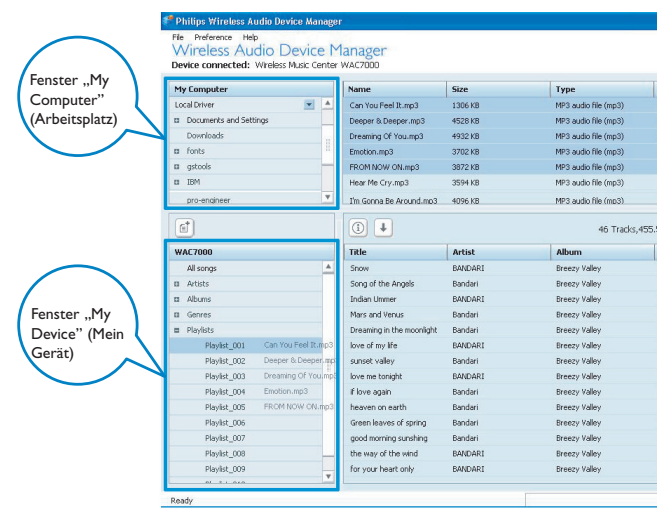 Philips Wireless Audio Device Manager
File Preference Help
Wireless Audio Device Manager
Device connected: Wireless Music Center WAC7000
Fenster „My
Computer”
(Arbeitsplatz)
My Computer
Local Driver
Documents and Settings
Downloads
fonts
gstools
IBM
pro-engineer
Name Size Type
Can You Feel It.mp3 1306 KB MP3 audio file (mp3)
Deeper & Deeper.mp3 4528 KB MP3 audio file (mp3)
Dreaming Of You.mp3 4932 KB MP3 audio file (mp3)
Emotion.mp3 3702 KB MP3 audio file (mp3)
FROM NOW ON.mp3 3872 KB MP3 audio file (mp3)
Hear Me Cry.mp3 3594 KB MP3 audio file (mp3)
I'm Gonna Be Around.mp3 4096 KB MP3 audio file (mp3)
46 Tracks,455.5
Fenster „My
Device” (Mein
Gerät)
WAC7000
All songs
Artists
Albums
Genres
Playlists
Playlist_001 Can You Feel It.mp3
Playlist_002 Deeper & Deeper.mp
Playlist_003 Dreaming Of You.mp3
Playlist_004 Emotion.mp3
Playlist_005 FROM NOW ON.mp3
Playlist_006
Playlist_007
Playlist_008
Playlist_009
Title Artist Album
Snow BANDARI Breezy Valley
Song of the Angels Bandari Breezy Valley
Indian Ummer BANDARI Breezy Valley
Mars and Venus Bandari Breezy Valley
Dreaming in the moonlight Bandari Breezy Valley
love of my life BANDARI Breezy Valley
sunset valley Bandari Breezy Valley
love me tonight BANDARI Breezy Valley
if love again Bandari Breezy Valley
heaven on earth Bandari Breezy Valley
Green leaves of spring Bandari Breezy Valley
good morning sunshing Bandari Breezy Valley
the way of the wind BANDARI Breezy Valley
for your heart only BANDARI Breezy Valley
Ready